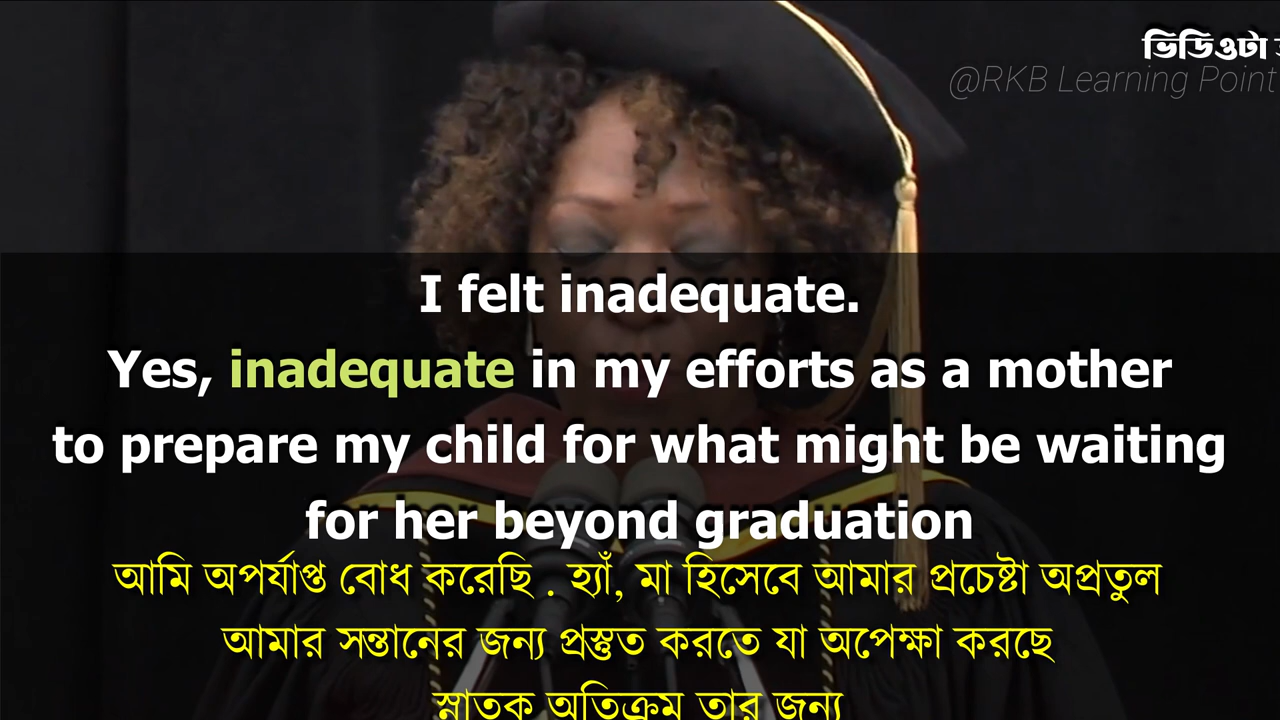 ভিডিওটা
@RKB Learning Point
I felt inadequate.
Yes, inadequate in my efforts as a mother
to prepare my child for what might be waiting
for her beyond graduation
আমি অপর্যাপ্ত বোধ করেছি . হ্যাঁ, মা হিসেবে আমার প্রচেষ্টা অপ্রতুল
আমার সন্তানের জন্য প্রস্তুত করতে যা অপেক্ষা করছে
স্নাতক অতিক্রম তার জন্য